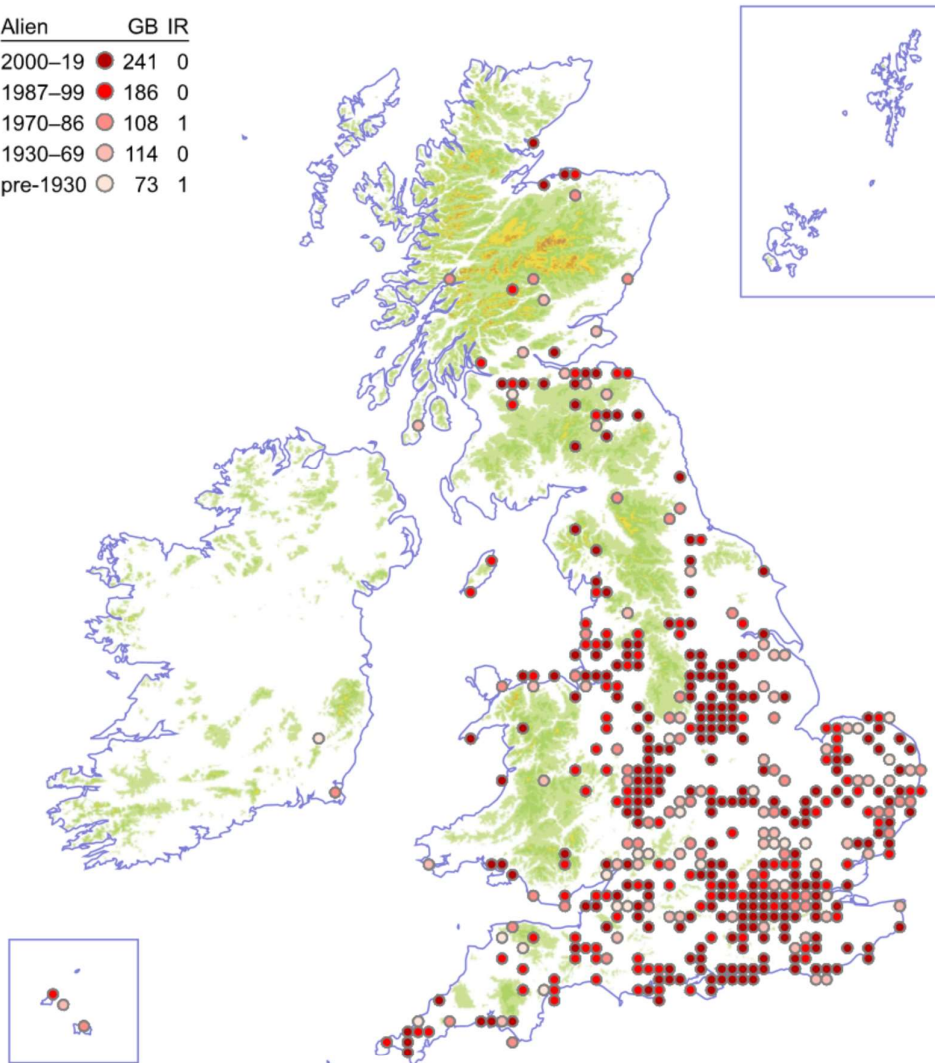 Alien GB IR
2000–19 241 0
1987–99 186 0
1970–86 108 1
1930–69 114 0
pre-1930 73 1